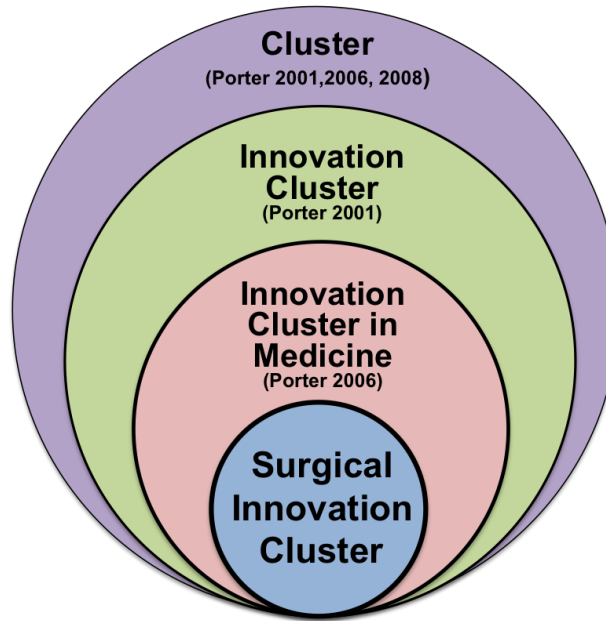 Cluster
(Porter 2001,2006, 2008)
Innovation
Cluster
(Porter 2001)
Innovation
Cluster in
Medicine
(Porter 2006)
Surgical
Innovation
Cluster